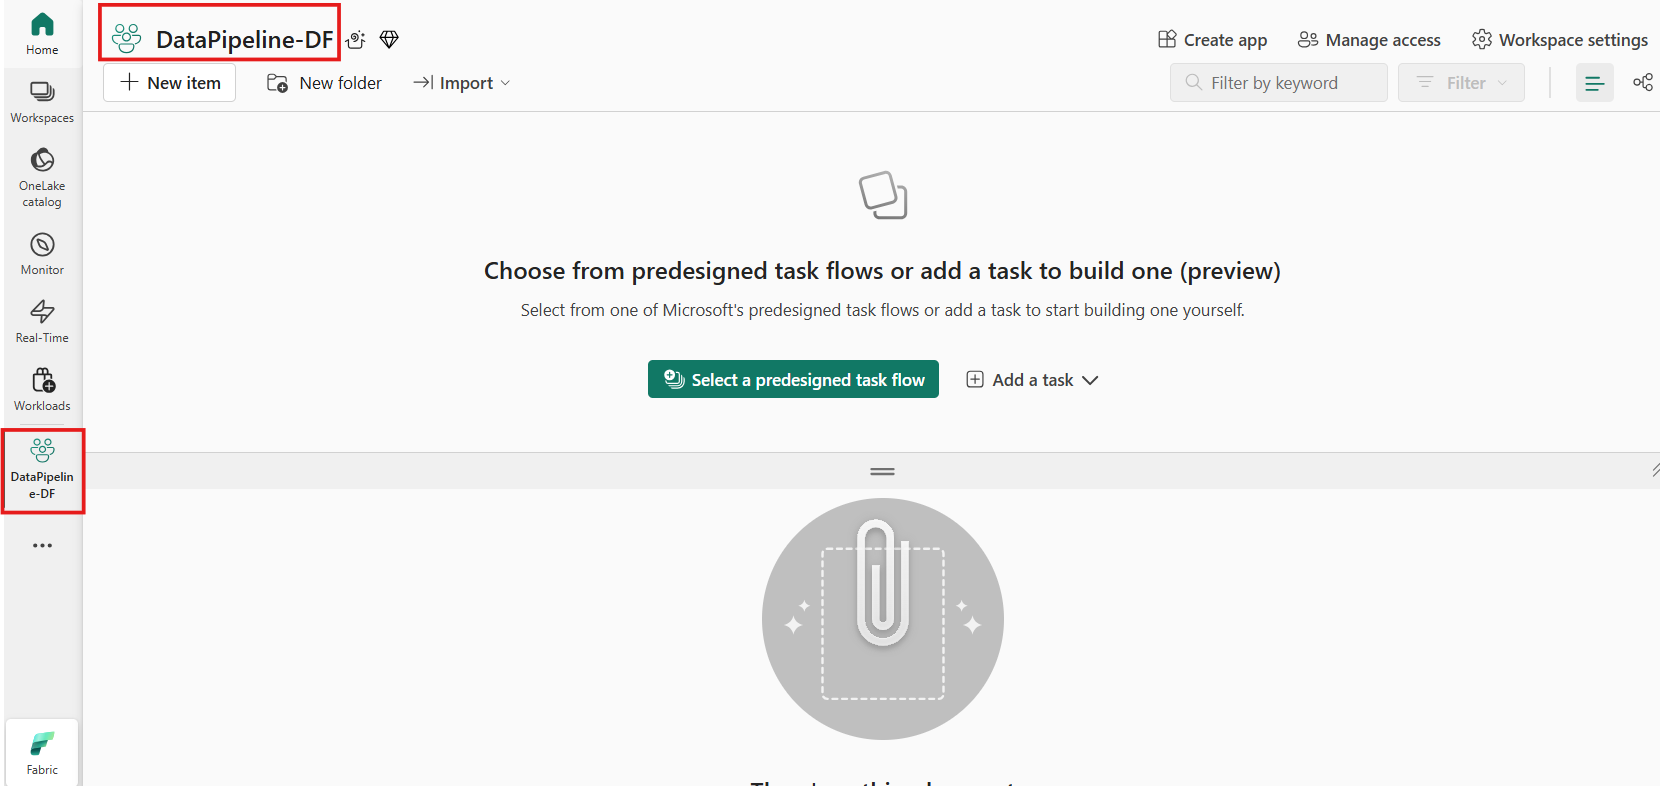 Home
Workspaces
OneLake
catalog
Monitor
Real-Time
Workloads
DataPipelin
e-DF
Fabric
DataPipeline-DF
Create app
Manage access
Workspace settings
New item
New folder
Import
Filter by keyword
Filter
Choose from predesigned task flows or add a task to build one (preview)
Select from one of Microsoft's predesigned task flows or add a task to start building one yourself.
Select a predesigned task flow
Add a task